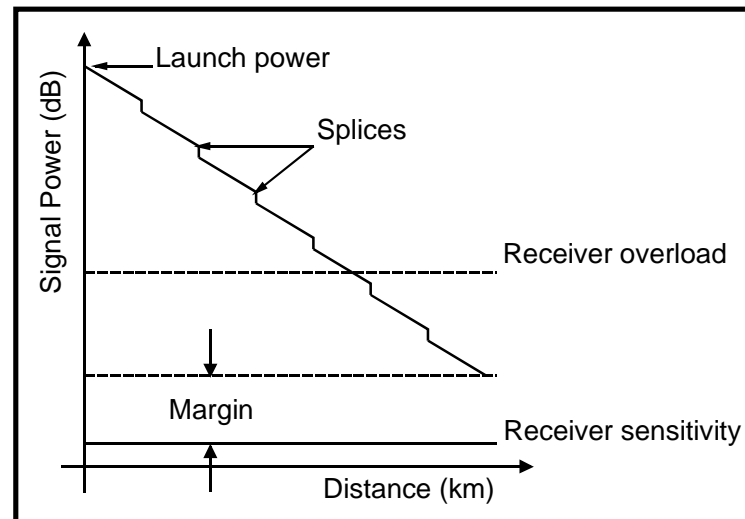 Launch power
Splices
Signal Power (dB)
Receiver overload
Margin
Receiver sensitivity
Distance (km)